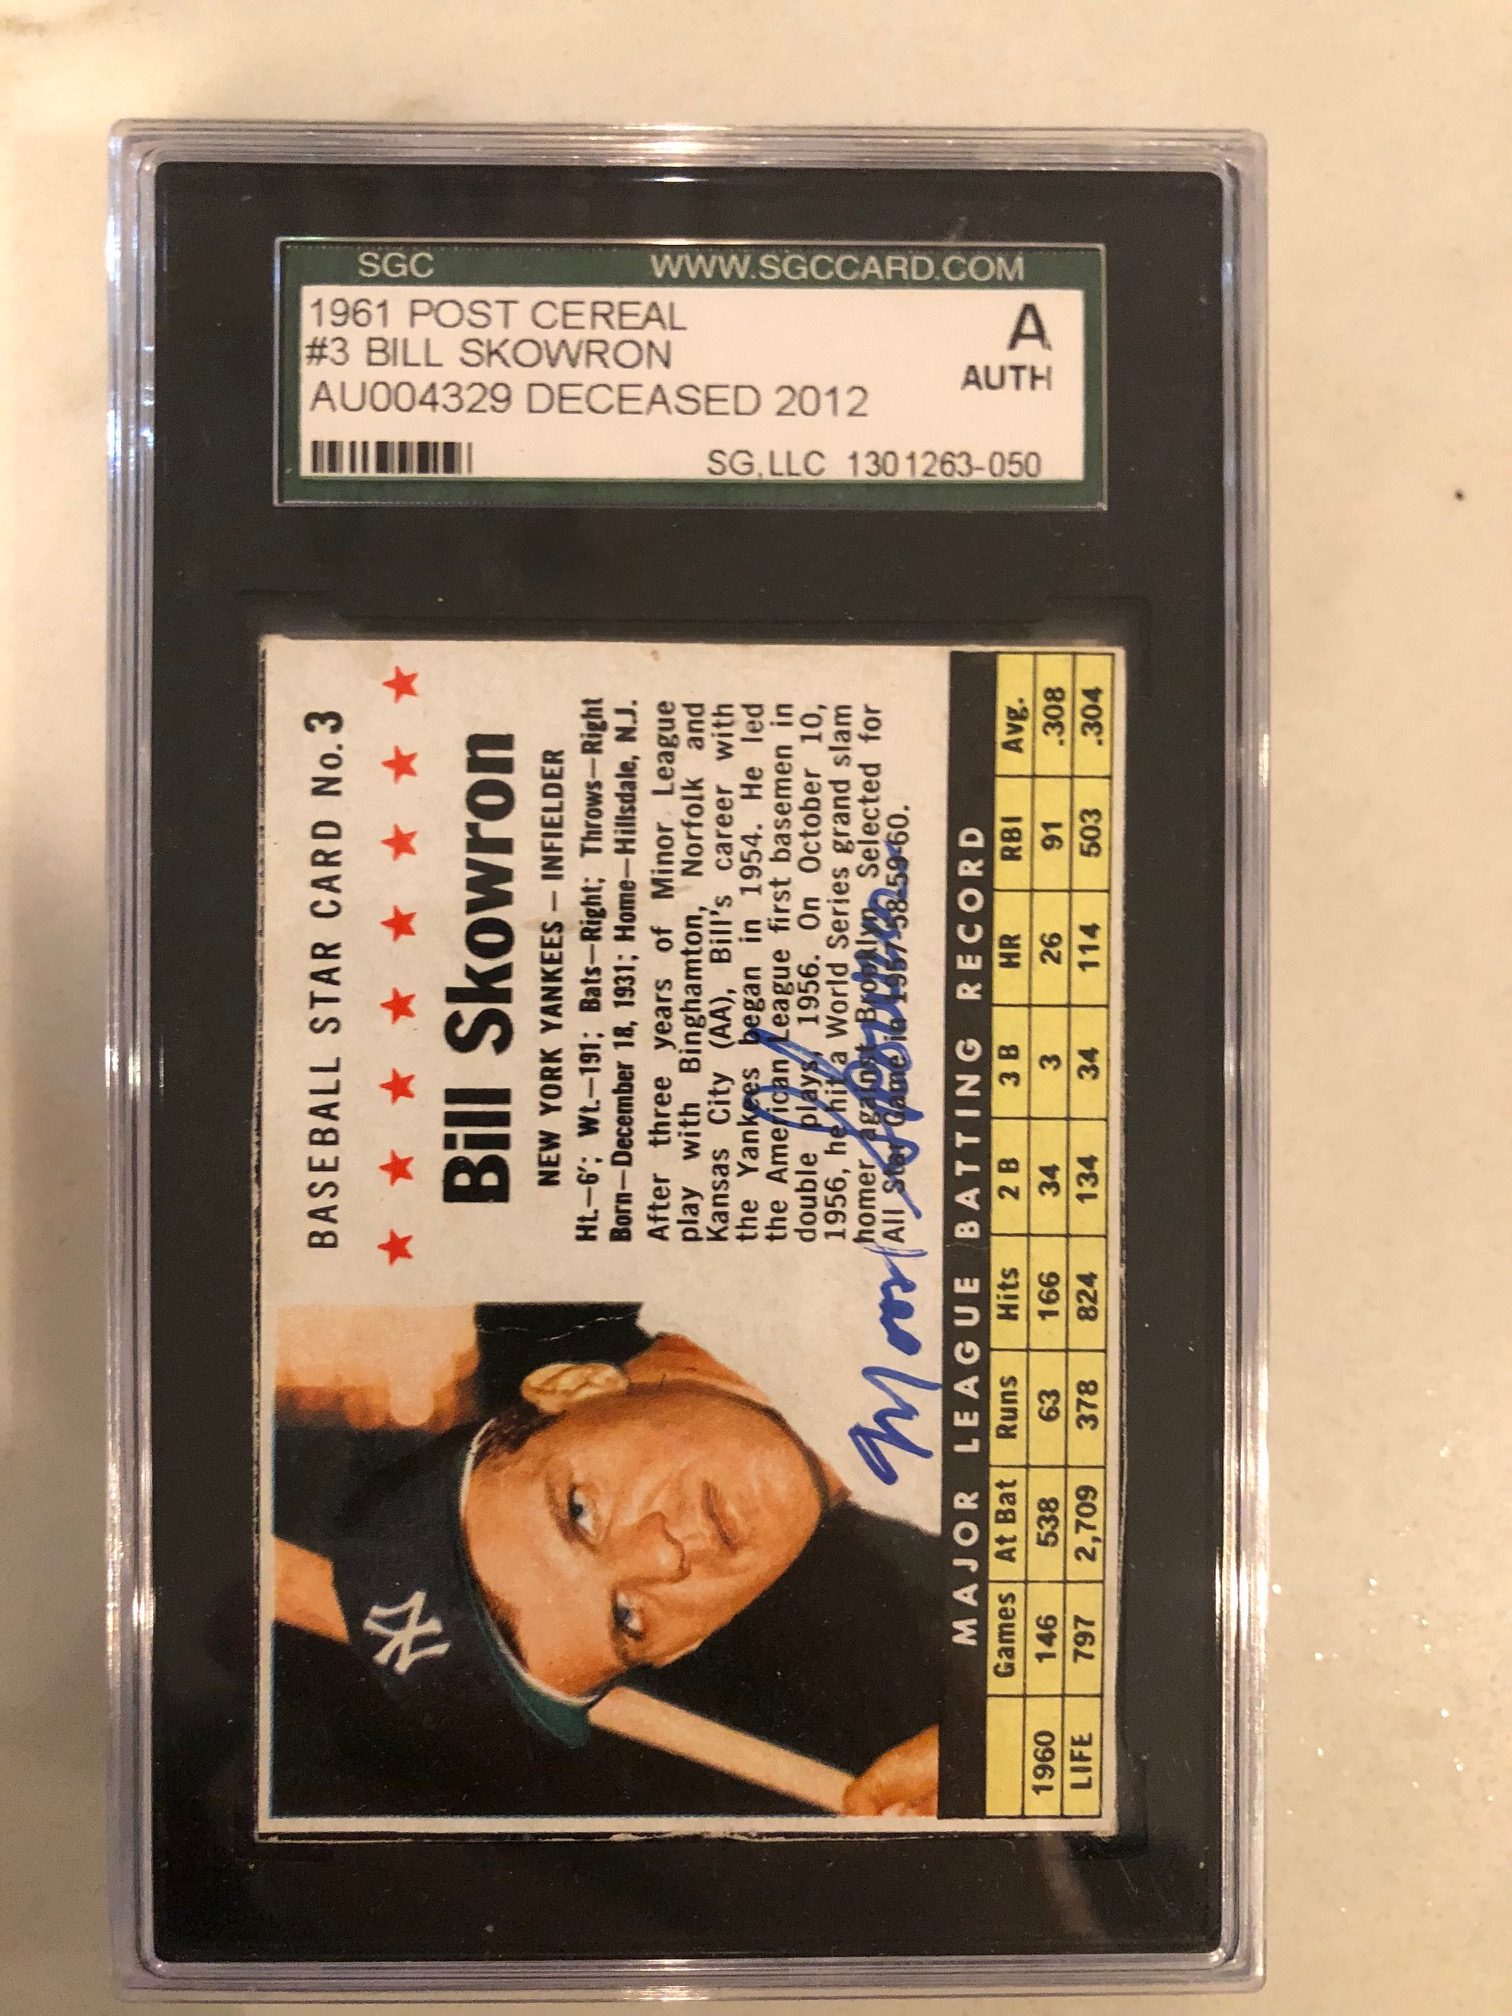 SGC WWW.SGCCARD.COM
1961 POST CEREAL A
#3 BILL SKOWRON AUTH
AU004329 DECEASED 2012
SG,LLC 1301263-050
BASEBALL STAR CARD No. 3
Bill Skowron
NEW YORK YANKEES — INFIELDER
Ht.—6'; Wt.—191; Bats—Right; Throws—Right
Born—December 18, 1931; Home—Hillsdale, N.J.
After three years of Minor League
play with Binghamton, Norfolk and
Kansas City (AA), Bill's career with
the Yankees began in 1954. He led
the American League first basemen in
double plays, 1956. On October 10,
1956, he hit a World Series grand slam
homer against Brooklyn. Selected for
All Star Game in 1957-58-59-60.
Moose Skowron
NY
MAJOR LEAGUE BATTING RECORD
Games At Bat Runs Hits 2 B 3 B HR RBI Avg.
1960 146 538 63 166 34 3 26 91 .308
LIFE 797 2,709 378 824 134 34 114 503 .304